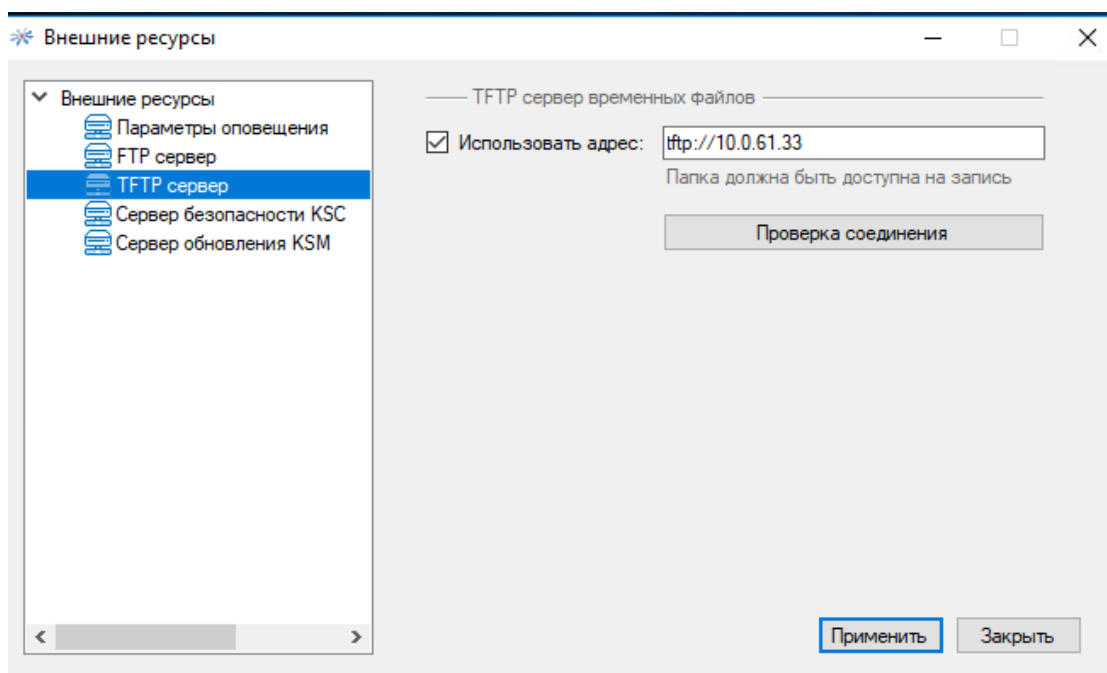 Внешние ресурсы
Внешние ресурсы
Параметры оповещения
FTP сервер
TFTP сервер
Сервер безопасности KSC
Сервер обновления KSM
TFTP сервер временных файлов
Использовать адрес: tftp://10.0.61.33
Папка должна быть доступна на запись
Проверка соединения
Применить Закрыть